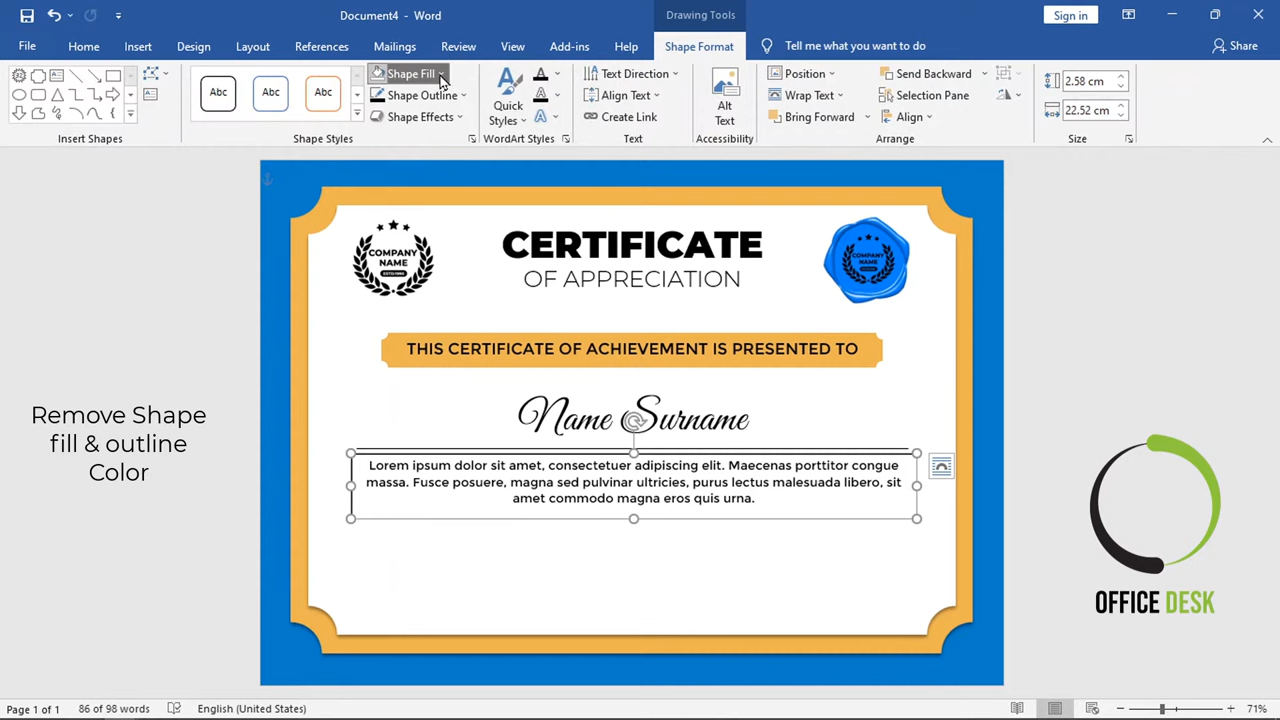 Document4 - Word
Drawing Tools
Sign in
File
Home
Insert
Design
Layout
References
Mailings
Review
View
Add-ins
Help
Shape Format
Tell me what you want to do
Share
Abc
Abc
Abc
Shape Fill
Shape Outline
Shape Effects
Quick
Styles
Text Direction
Align Text
Create Link
Alt
Text
Position
Wrap Text
Bring Forward
Send Backward
Selection Pane
Align
2.58 cm
22.52 cm
Insert Shapes
Shape Styles
WordArt Styles
Text
Accessibility
Arrange
Size
COMPANY
NAME
ESTD.1990
CERTIFICATE
OF APPRECIATION
COMPANY
NAME
THIS CERTIFICATE OF ACHIEVEMENT IS PRESENTED TO
Name Surname
Lorem ipsum dolor sit amet, consectetuer adipiscing elit. Maecenas porttitor congue
massa. Fusce posuere, magna sed pulvinar ultricies, purus lectus malesuada libero, sit
amet commodo magna eros quis urna.
Remove Shape
fill & outline
Color
OFFICE DESK
Page 1 of 1
86 of 98 words
English (United States)
71%